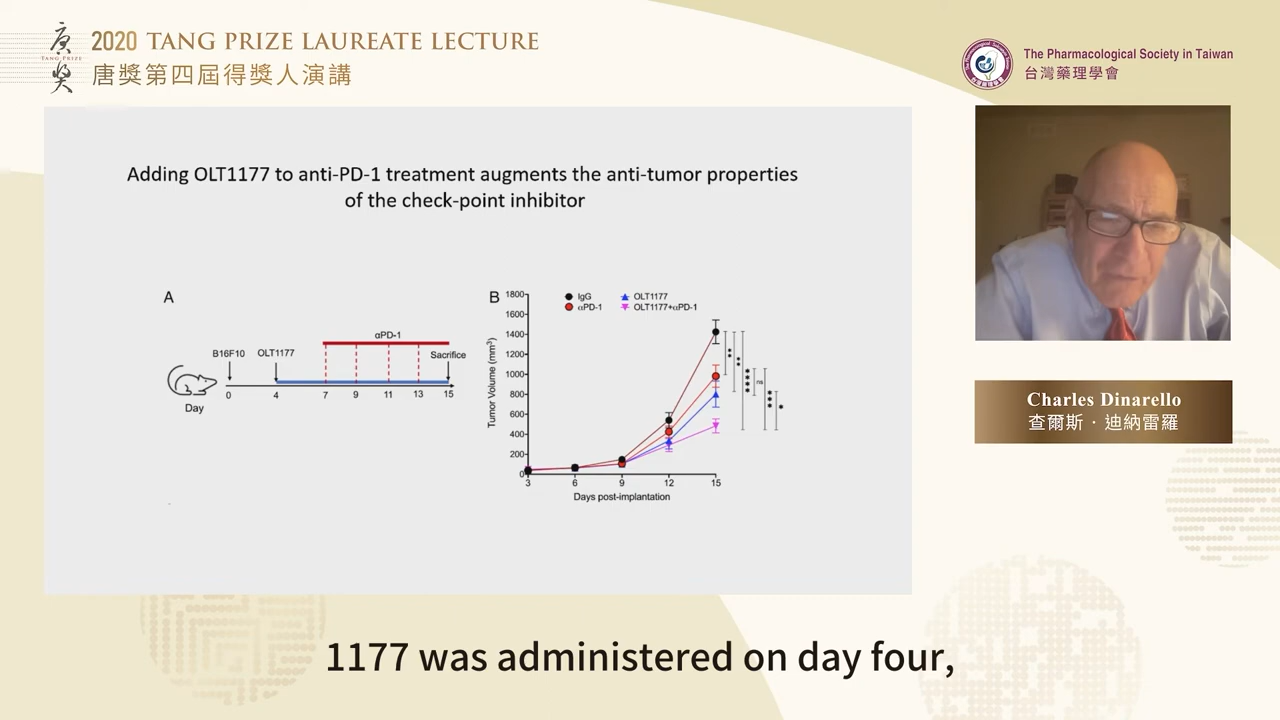 2020 TANG PRIZE LAUREATE LECTURE
唐獎第四屆得獎人演講
唐獎
TANG PRIZE
The Pharmacological Society in Taiwan
台灣藥理學會
Adding OLT1177 to anti-PD-1 treatment augments the anti-tumor properties
of the check-point inhibitor
A
αPD-1
B16F10
OLT1177
Sacrifice
0 4 7 9 11 13 15
Day
B
IgG
αPD-1
OLT1177
OLT1177+αPD-1
Tumor Volume (mm³)
1800
1600
1400
1200
1000
800
600
400
200
0
3 6 9 12 15
Days post-implantation
** ** **** ns *** *
Charles Dinarello
查爾斯．迪納雷羅
1177 was administered on day four,